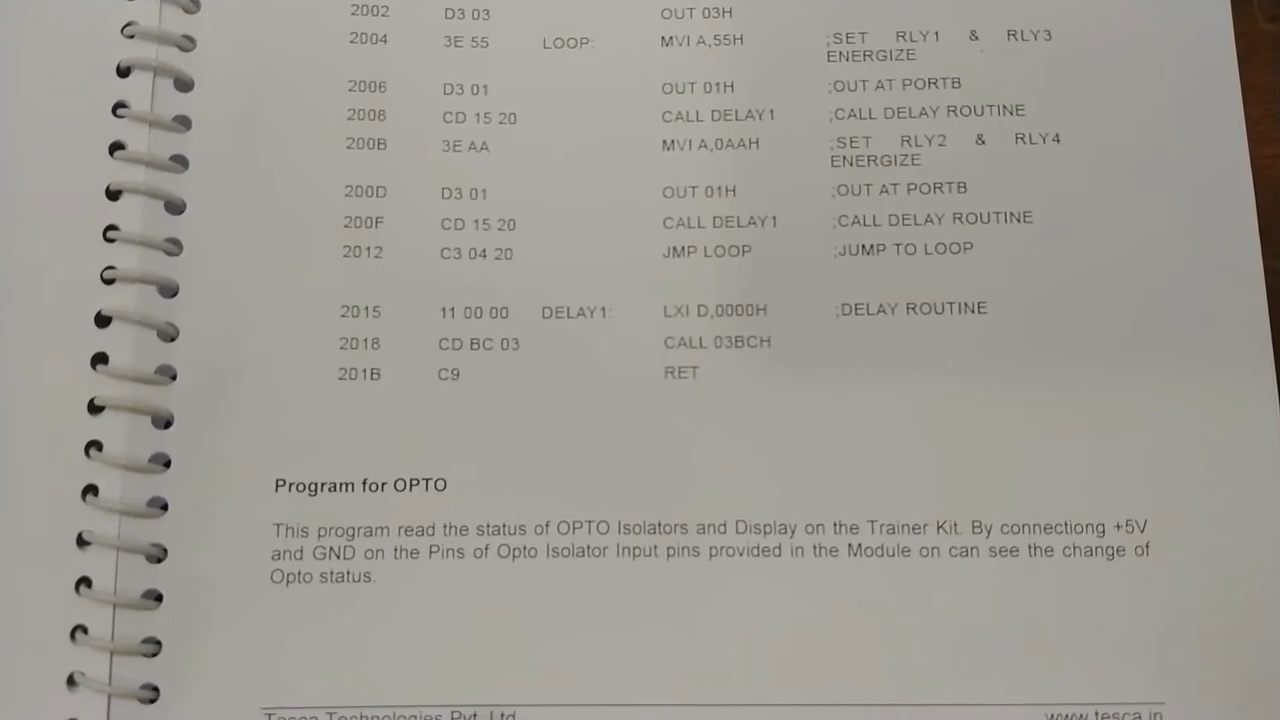 2002 D3 03 OUT 03H
2004 3E 55 LOOP: MVI A,55H ;SET RLY1 & RLY3
ENERGIZE
2006 D3 01 OUT 01H ;OUT AT PORTB
2008 CD 15 20 CALL DELAY1 ;CALL DELAY ROUTINE
200B 3E AA MVI A,0AAH ;SET RLY2 & RLY4
ENERGIZE
200D D3 01 OUT 01H ;OUT AT PORTB
200F CD 15 20 CALL DELAY1 ;CALL DELAY ROUTINE
2012 C3 04 20 JMP LOOP ;JUMP TO LOOP
2015 11 00 00 DELAY1: LXI D,0000H ;DELAY ROUTINE
2018 CD BC 03 CALL 03BCH
201B C9 RET
Program for OPTO
This program read the status of OPTO Isolators and Display on the Trainer Kit. By connectiong +5V
and GND on the Pins of Opto Isolator Input pins provided in the Module on can see the change of
Opto status.
Tesca Technologies Pvt. Ltd. www.tesca.in